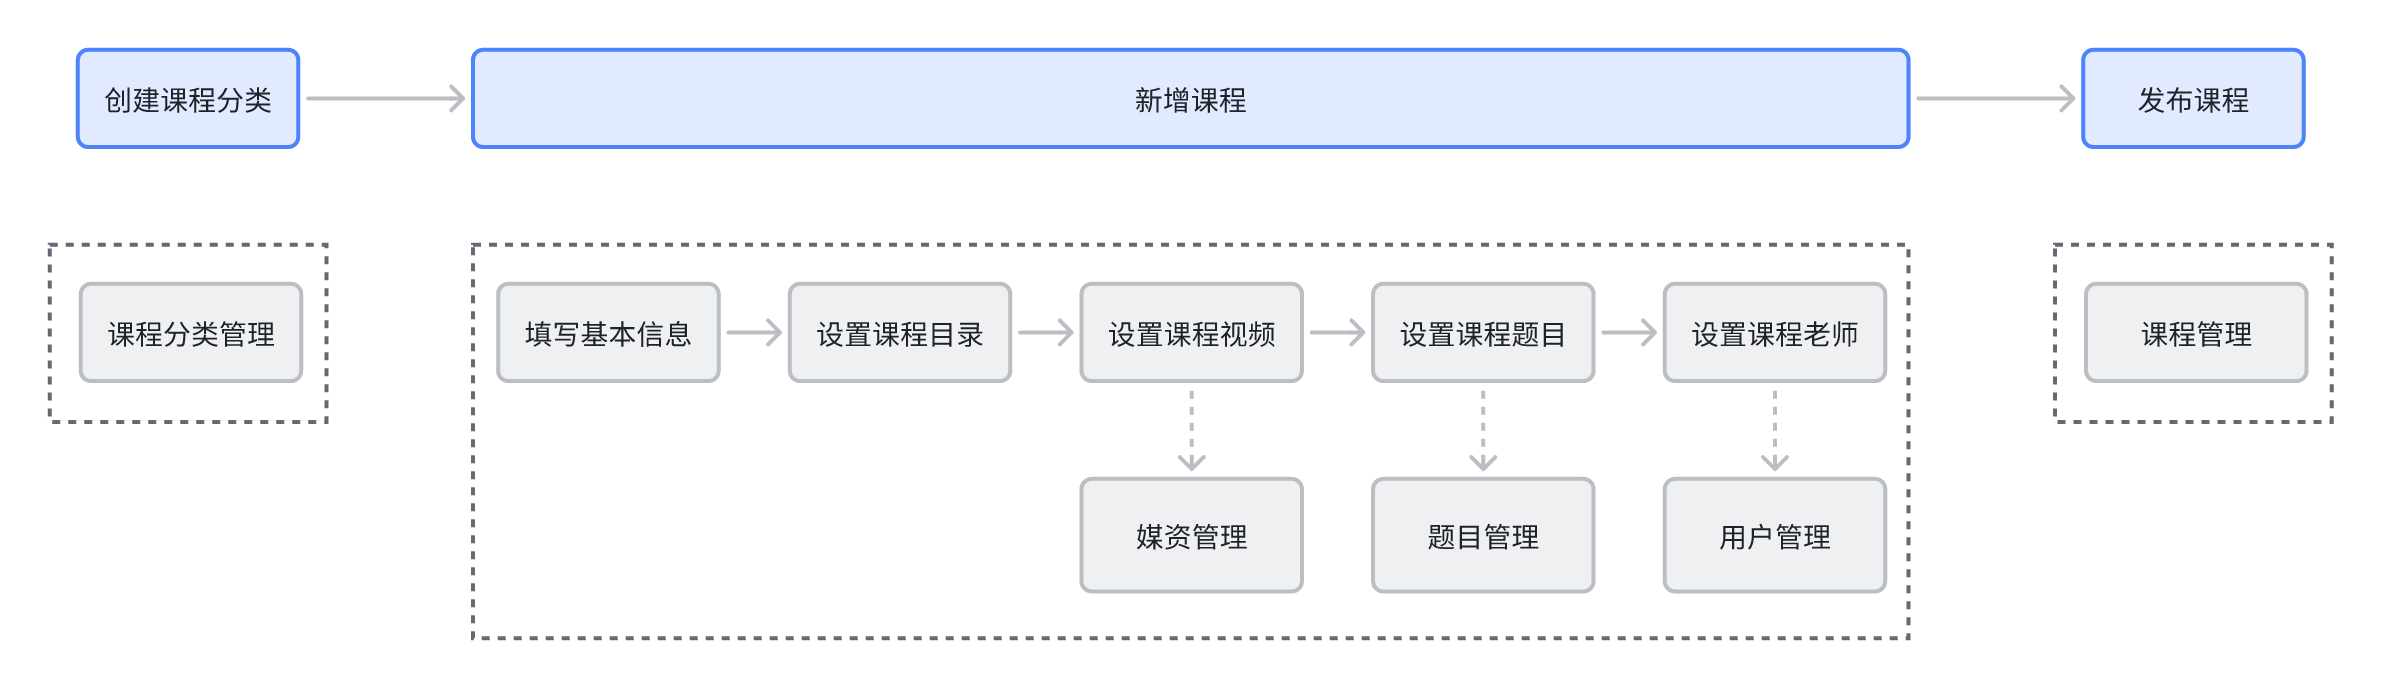 创建课程分类
新增课程
发布课程
课程分类管理
填写基本信息
设置课程目录
设置课程视频
设置课程题目
设置课程老师
课程管理
媒资管理
题目管理
用户管理